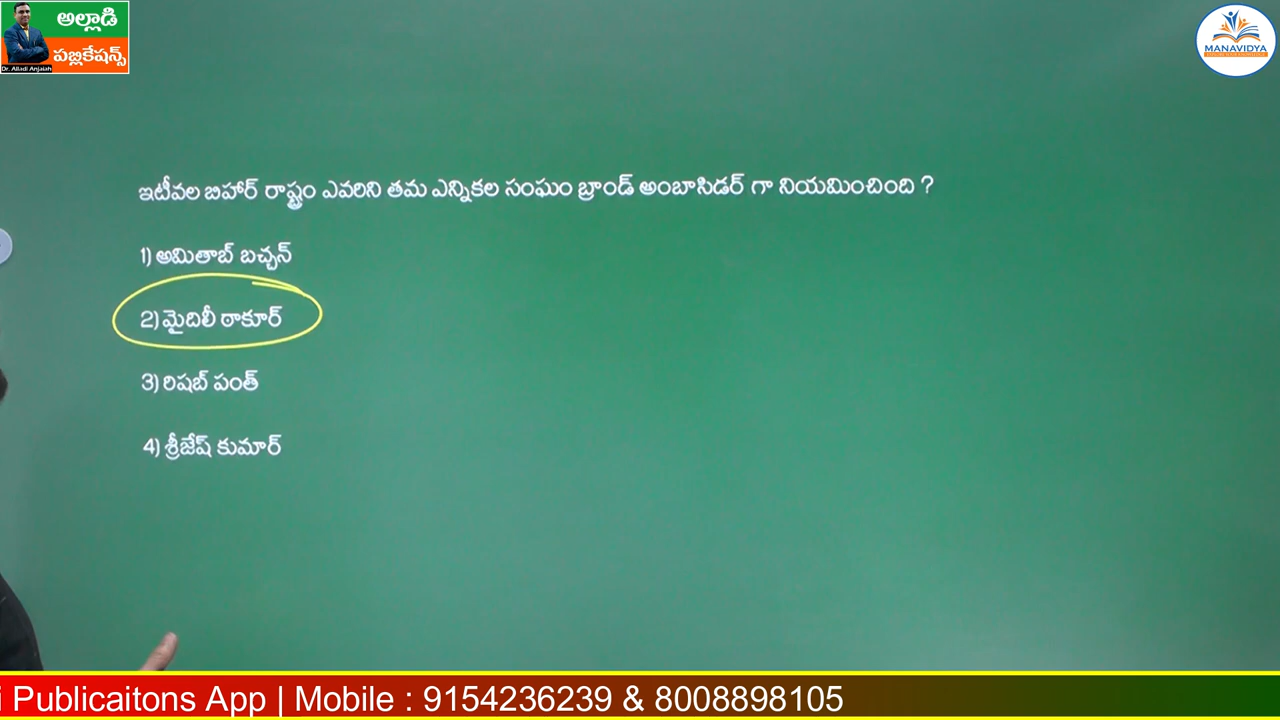 అల్లాడి
పబ్లికేషన్స్
Dr. Alladi Anjaiah
MANAVIDYA
ఇటీవల బిహార్ రాష్ట్రం ఎవరిని తమ ఎన్నికల సంఘం బ్రాండ్ అంబాసిడర్ గా నియమించింది ?
1) అమితాబ్ బచ్చన్
2) మైదిలీ ఠాకూర్
3) రిషబ్ పంత్
4) శ్రీజేష్ కుమార్
i Publicaitons App | Mobile : 9154236239 & 8008898105